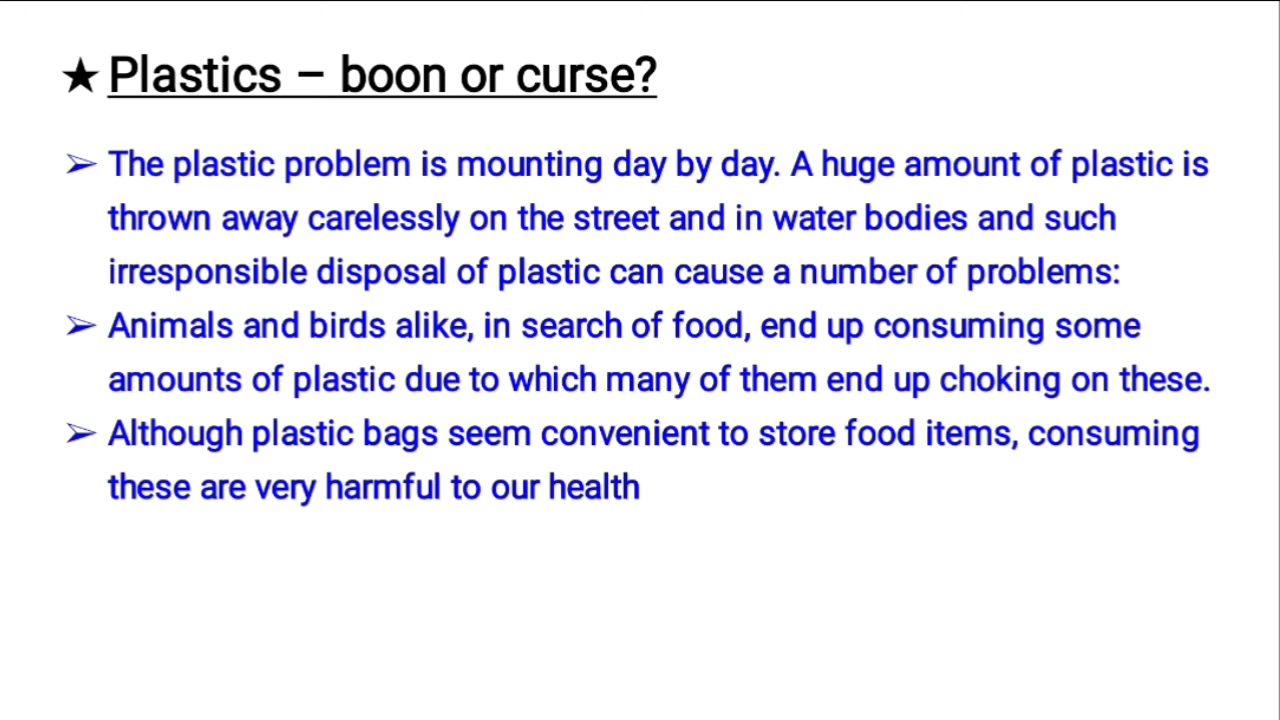 ★ Plastics – boon or curse?
➢ The plastic problem is mounting day by day. A huge amount of plastic is
thrown away carelessly on the street and in water bodies and such
irresponsible disposal of plastic can cause a number of problems:
➢ Animals and birds alike, in search of food, end up consuming some
amounts of plastic due to which many of them end up choking on these.
➢ Although plastic bags seem convenient to store food items, consuming
these are very harmful to our health